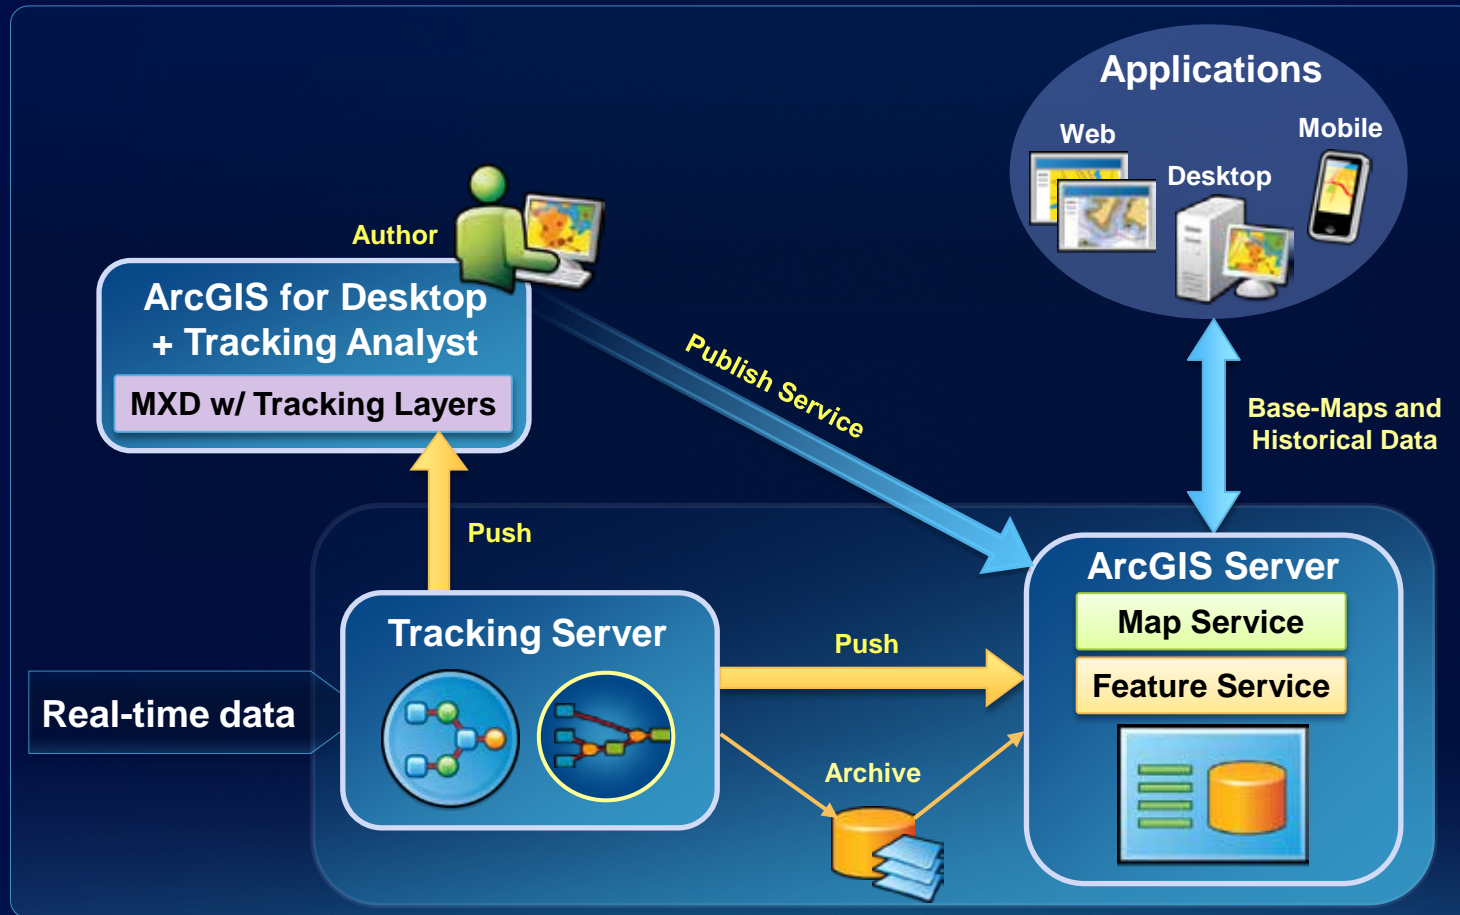 Applications
Web
Mobile
Desktop
Author
ArcGIS for Desktop
+ Tracking Analyst
MXD w/ Tracking Layers
Publish Service
Base-Maps and
Historical Data
Push
ArcGIS Server
Map Service
Feature Service
Tracking Server
Push
Real-time data
Archive